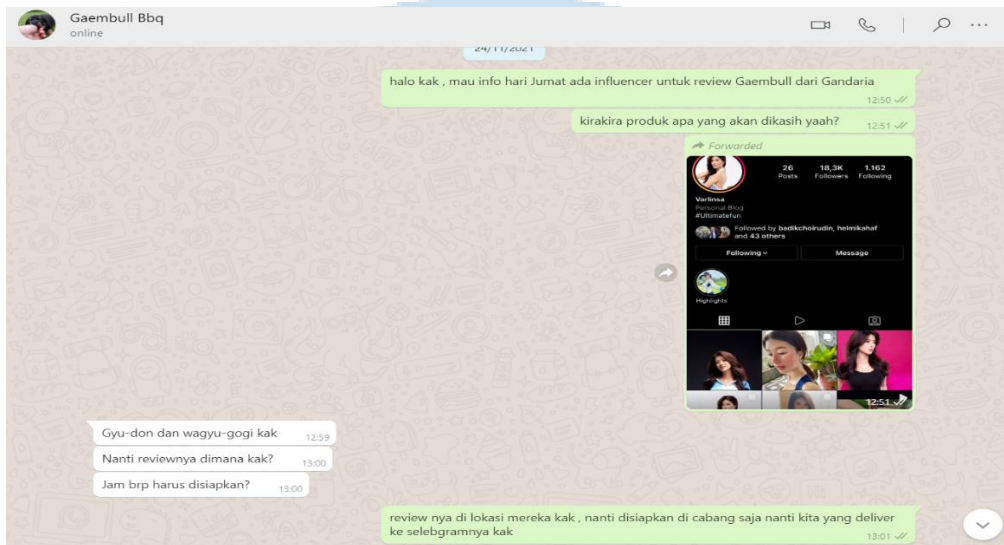 Gaembull Bbq
online
24/11/2021
halo kak , mau info hari Jumat ada influencer untuk review Gaembull dari Gandaria
12:50
kirakira produk apa yang akan dikasih yaah?
12:51
Forwarded
26 18,3K 1.162
Posts Followers Following
Varlinsa
Personal Blog
#Ultimatefun
Followed by badikchoirudin, helmikahaf
and 43 others
Following Message
Highlights
12:51
Gyu-don dan wagyu-gogi kak
12:59
Nanti reviewnya dimana kak?
13:00
Jam brp harus disiapkan?
13:00
review nya di lokasi mereka kak , nanti disiapkan di cabang saja nanti kita yang deliver
ke selebgramnya kak
13:01